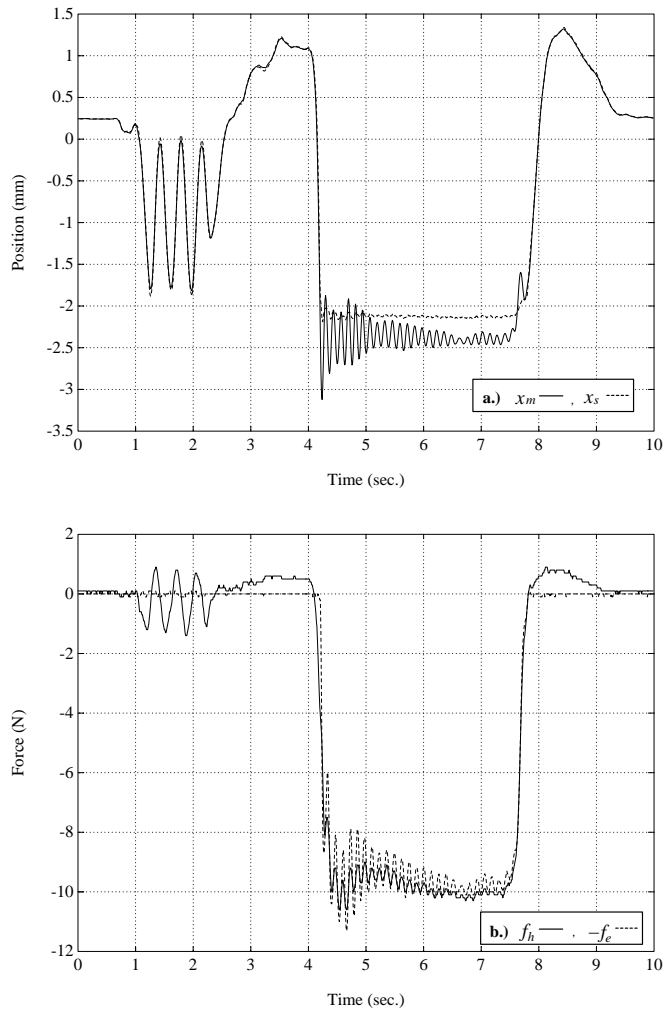 1.5
1
0.5
0
-0.5
-1
-1.5
-2
-2.5
-3
-3.5
Position (mm)
a.) xm , xs
0 1 2 3 4 5 6 7 8 9 10
Time (sec.)
2
0
-2
-4
-6
-8
-10
-12
Force (N)
b.) fh , −fe
0 1 2 3 4 5 6 7 8 9 10
Time (sec.)